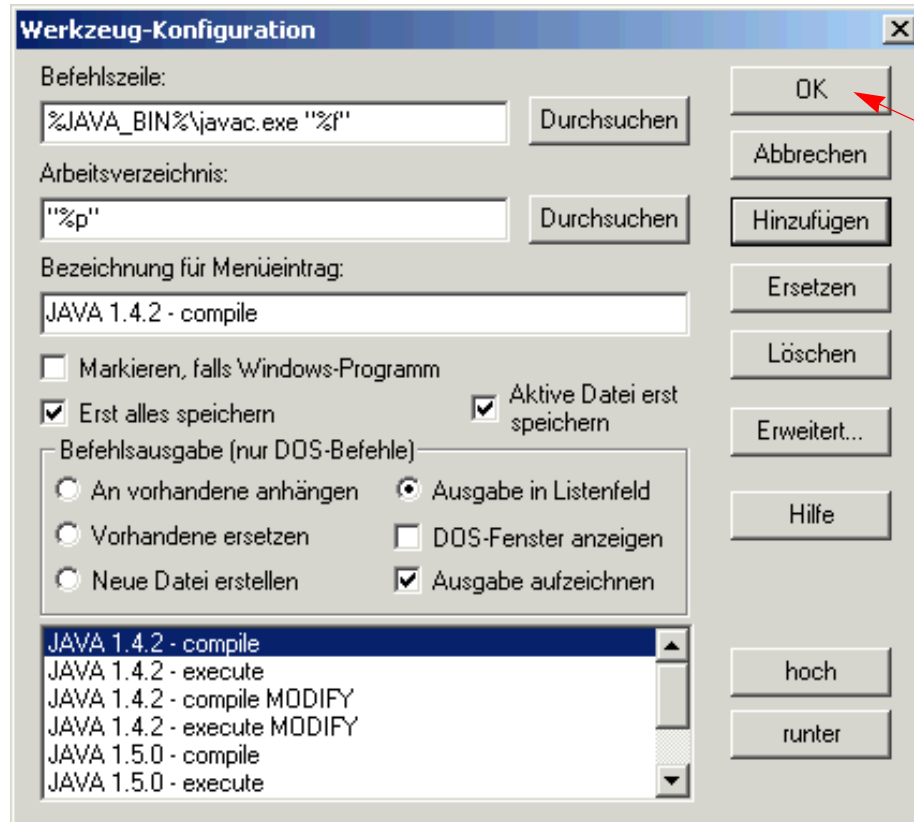 Werkzeug-Konfiguration
Befehlszeile:
%JAVA_BIN%\javac.exe "%f"
Durchsuchen
Arbeitsverzeichnis:
"%p"
Durchsuchen
Bezeichnung für Menüeintrag:
JAVA 1.4.2 - compile
Markieren, falls Windows-Programm
Erst alles speichern
Aktive Datei erst
speichern
Befehlsausgabe (nur DOS-Befehle)
An vorhandene anhängen
Ausgabe in Listenfeld
Vorhandene ersetzen
DOS-Fenster anzeigen
Neue Datei erstellen
Ausgabe aufzeichnen
JAVA 1.4.2 - compile
JAVA 1.4.2 - execute
JAVA 1.4.2 - compile MODIFY
JAVA 1.4.2 - execute MODIFY
JAVA 1.5.0 - compile
JAVA 1.5.0 - execute
OK
Abbrechen
Hinzufügen
Ersetzen
Löschen
Erweitert...
Hilfe
hoch
runter